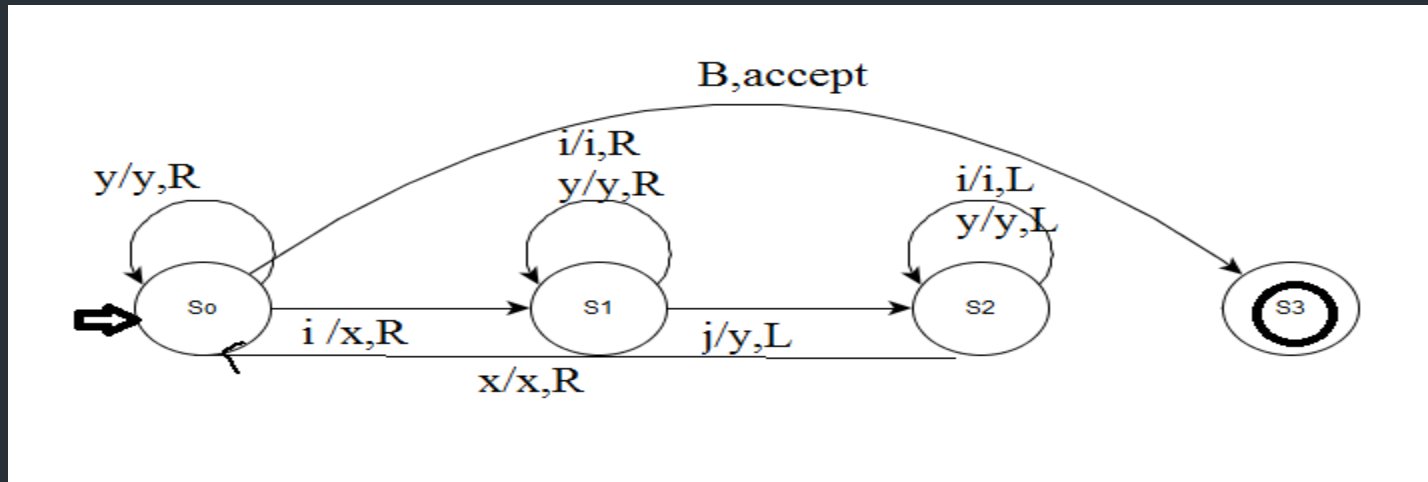 B,accept
i/i,R
y/y,R
y/y,R
i/i,L
y/y,L
So
S1
S2
S3
i /x,R
j/y,L
x/x,R